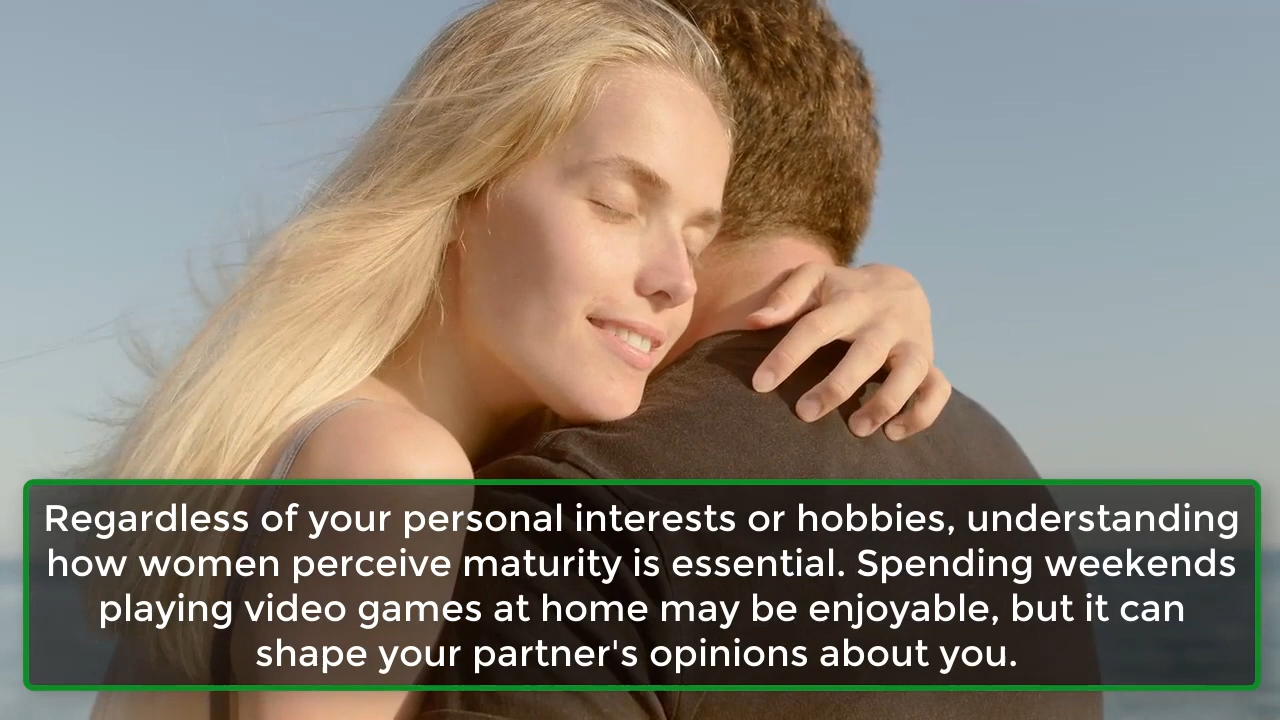 Regardless of your personal interests or hobbies, understanding
how women perceive maturity is essential. Spending weekends
playing video games at home may be enjoyable, but it can
shape your partner's opinions about you.